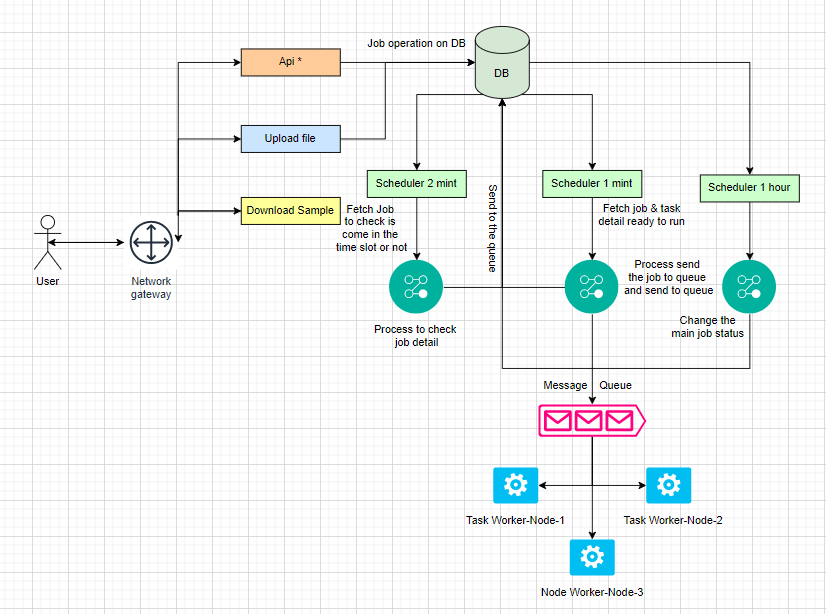 Job operation on DB
Api *
DB
Upload file
Scheduler 2 mint
Scheduler 1 mint
Scheduler 1 hour
Download Sample
Fetch Job
to check is
come in the
time slot or not
Send to the queue
Fetch job & task
detail ready to run
User
Network
gateway
Process send
the job to queue
and send to queue
Process to check
job detail
Change the
main job status
Message Queue
Task Worker-Node-1
Task Worker-Node-2
Node Worker-Node-3